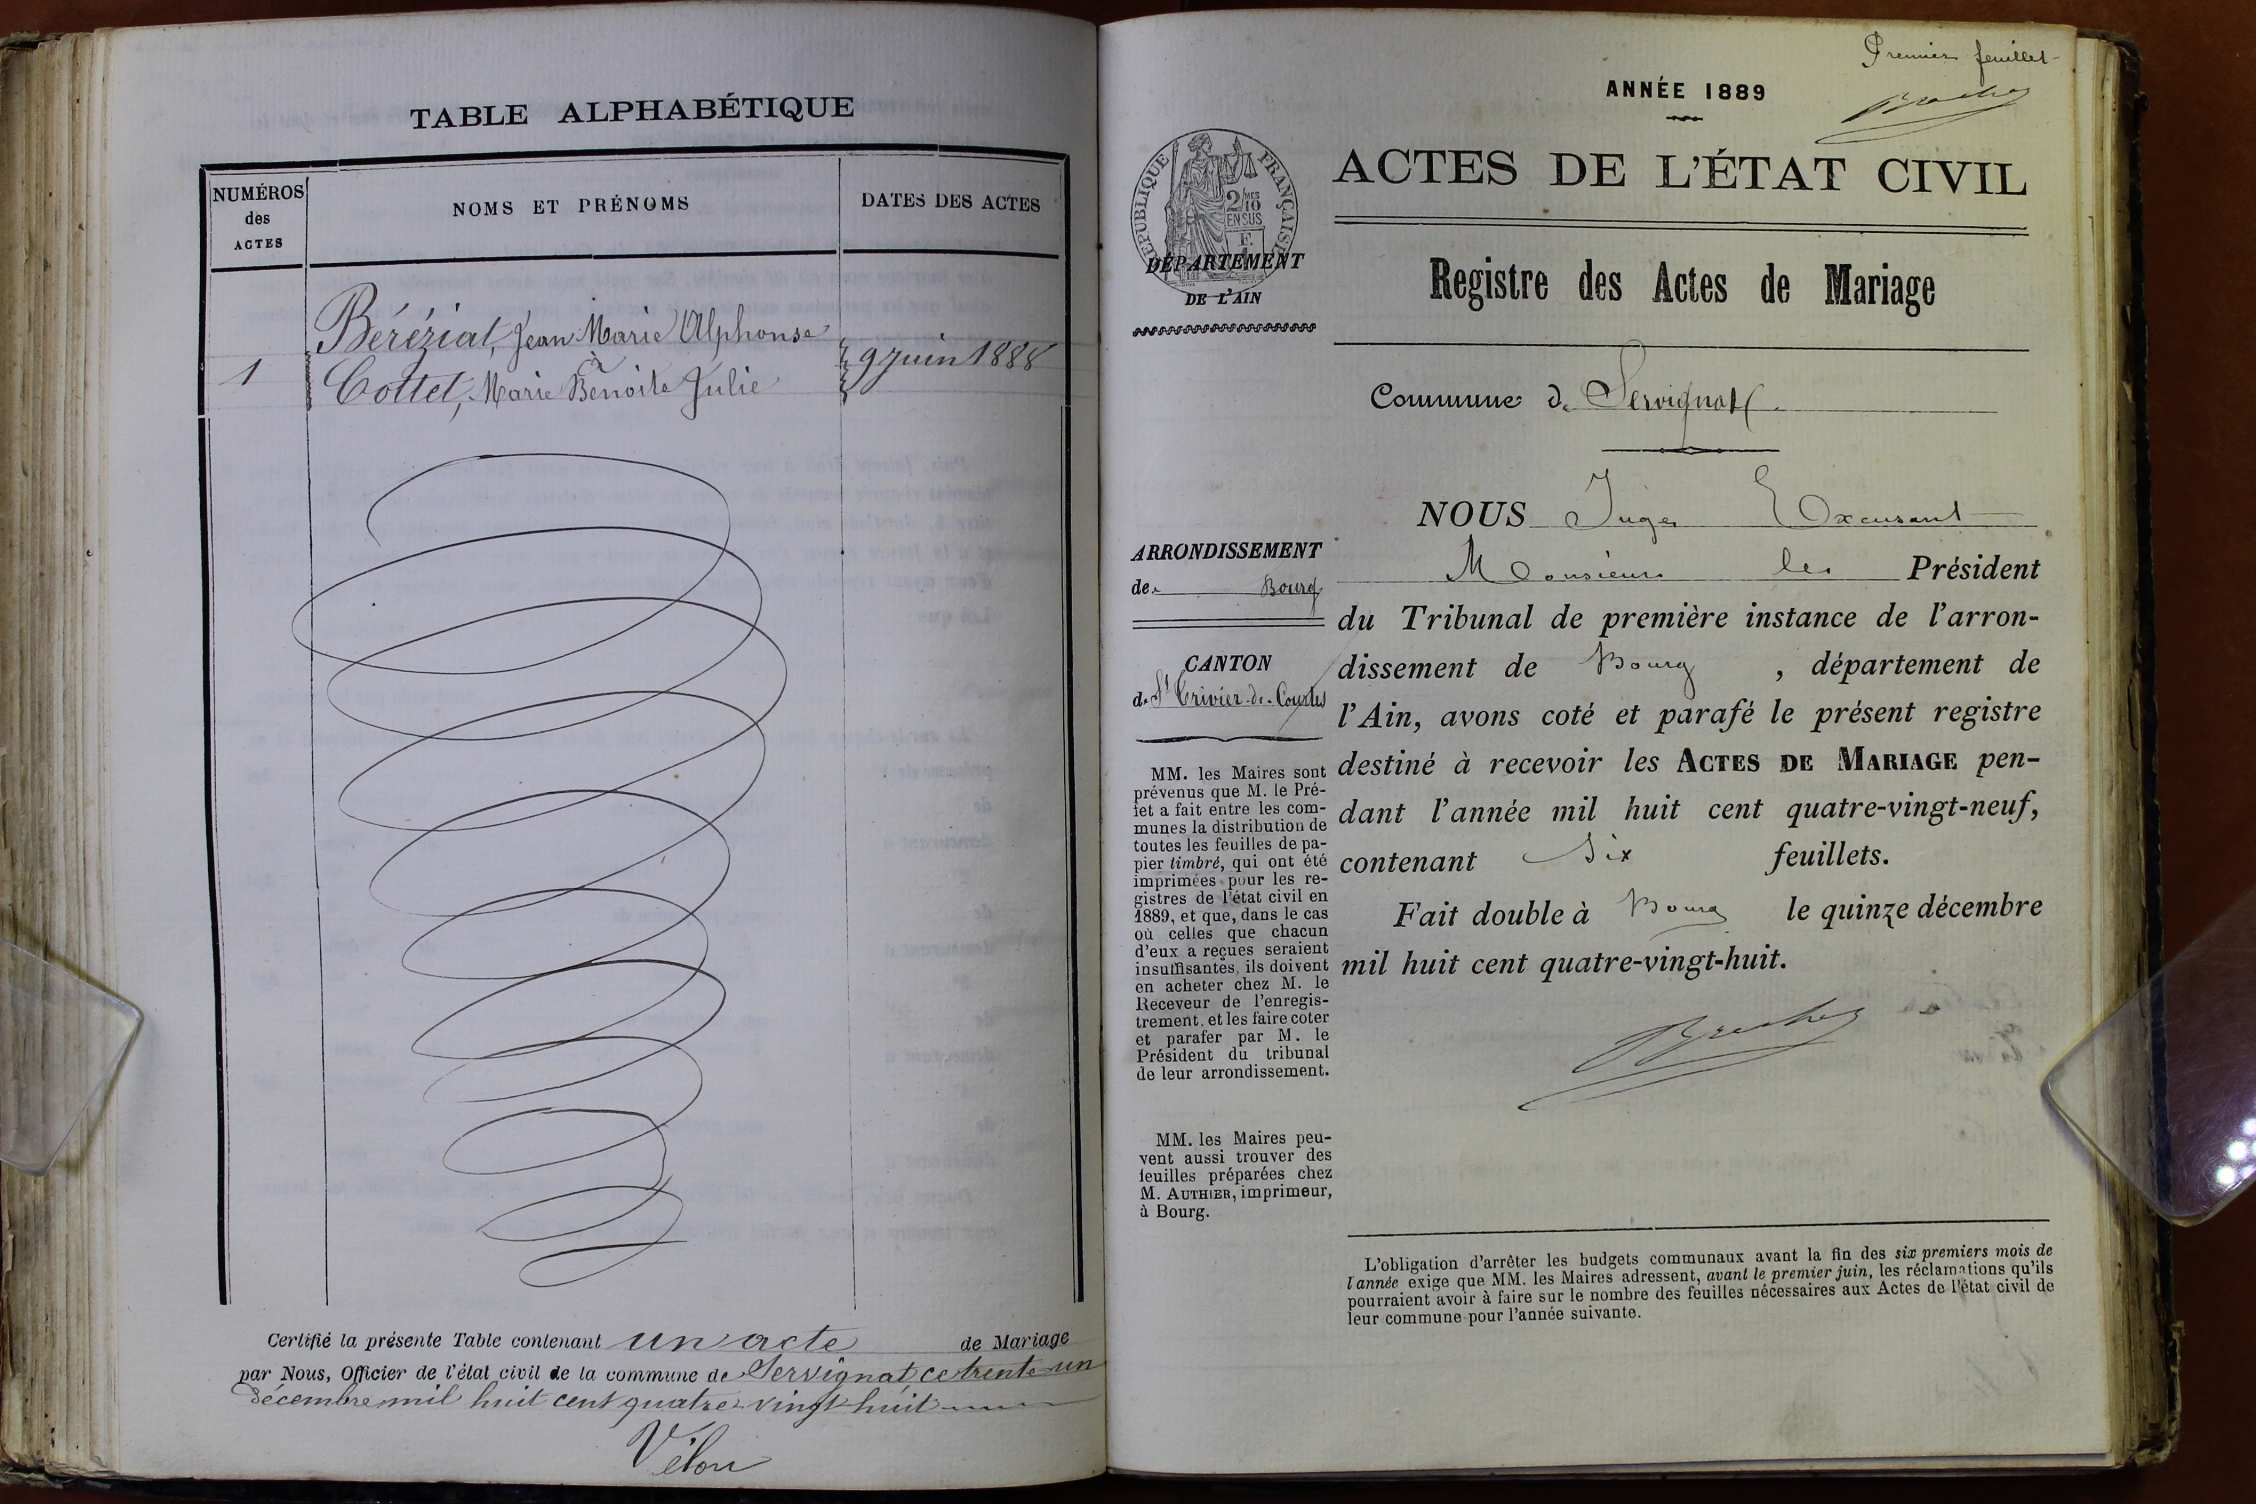 TABLE ALPHABÉTIQUE
NUMÉROS
des
ACTES
NOMS ET PRÉNOMS
DATES DES ACTES
Béréziat, Jean Marie Alphonse
à
1
Cottet, Marie Benoite Julie
9 juin 1888
Certifié la présente Table contenant un acte de Mariage
par Nous, Officier de l'état civil de la commune de Servignat, ce trente-un
décembre mil huit cent quatre-vingt-huit
Vélon
Premier feuillet
ANNÉE 1889
ACTES DE L'ÉTAT CIVIL
RÉPUBLIQUE FRANÇAISE
2/10 MES
EN SUS
DÉPARTEMENT
DE L'AIN
Registre des Actes de Mariage
Commune de Servignat
NOUS Juge Excusant
Monsieur le Président
du Tribunal de première instance de l'arron-
dissement de Bourg, département de
l'Ain, avons coté et parafé le présent registre
destiné à recevoir les ACTES DE MARIAGE pen-
dant l'année mil huit cent quatre-vingt-neuf,
contenant six feuillets.
Fait double à Bourg le quinze décembre
mil huit cent quatre-vingt-huit.
ARRONDISSEMENT
de Bourg
CANTON
de St Trivier-de-Courtes
MM. les Maires sont
prévenus que M. le Pré-
fet a fait entre les com-
munes la distribution de
toutes les feuilles de pa-
pier timbré, qui ont été
imprimées pour les re-
gistres de l'état civil en
1889, et que, dans le cas
où celles que chacun
d'eux a reçues seraient
insuffisantes, ils doivent
en acheter chez M. le
Receveur de l'enregis-
trement, et les faire coter
et parafer par M. le
Président du tribunal
de leur arrondissement.
MM. les Maires peu-
vent aussi trouver des
feuilles préparées chez
M. AUTHIER, imprimeur,
à Bourg.
L'obligation d'arrêter les budgets communaux avant la fin des six premiers mois de
l'année exige que MM. les Maires adressent, avant le premier juin, les réclamations qu'ils
pourraient avoir à faire sur le nombre des feuilles nécessaires aux Actes de l'état civil de
leur commune pour l'année suivante.